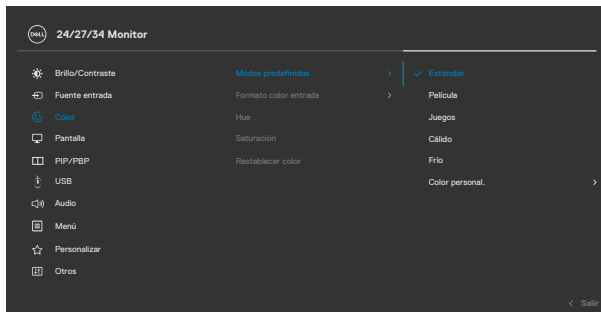 DELL 24/27/34 Monitor
Brillo/Contraste
Modos predefinidos
Estándar
Fuente entrada
Formato color entrada
Película
Color
Hue
Juegos
Pantalla
Saturación
Cálido
PIP/PBP
Restablecer color
Frío
USB
Color personal.
Audio
Menú
Personalizar
Otros
Salir